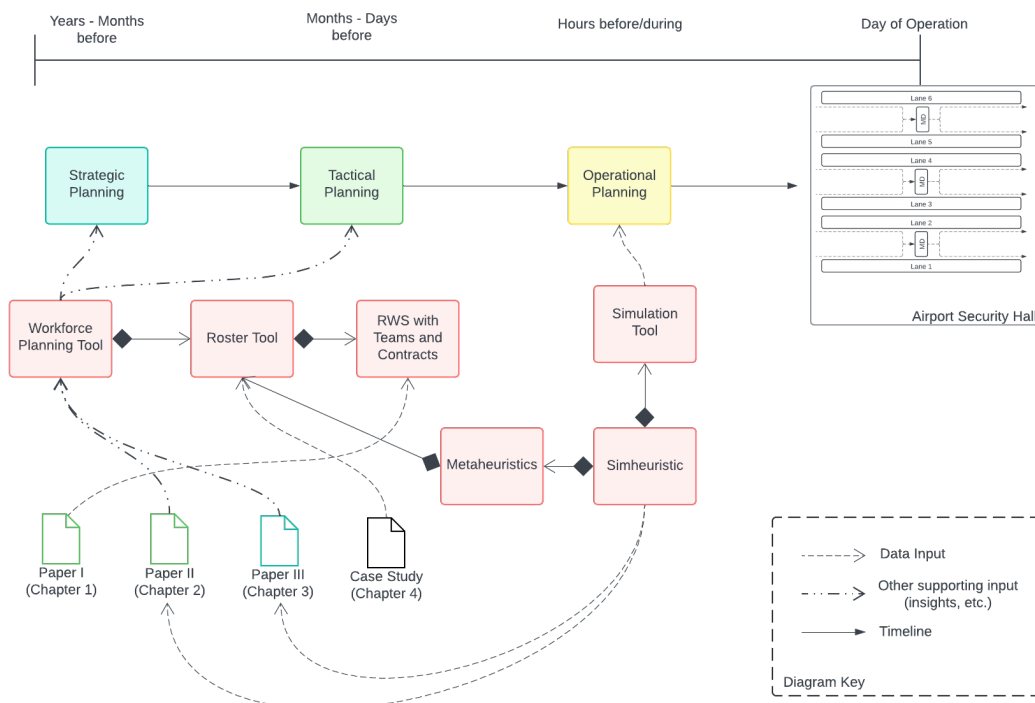 Years - Months
before
Months - Days
before
Hours before/during
Day of Operation
Lane 6
MD
Lane 5
Lane 4
MD
Lane 3
Lane 2
MD
Lane 1
Airport Security Hall
Strategic
Planning
Tactical
Planning
Operational
Planning
Workforce
Planning Tool
Roster Tool
RWS with
Teams and
Contracts
Simulation
Tool
Metaheuristics
Simheuristic
Paper I
(Chapter 1)
Paper II
(Chapter 2)
Paper III
(Chapter 3)
Case Study
(Chapter 4)
Data Input
Other supporting input
(insights, etc.)
Timeline
Diagram Key